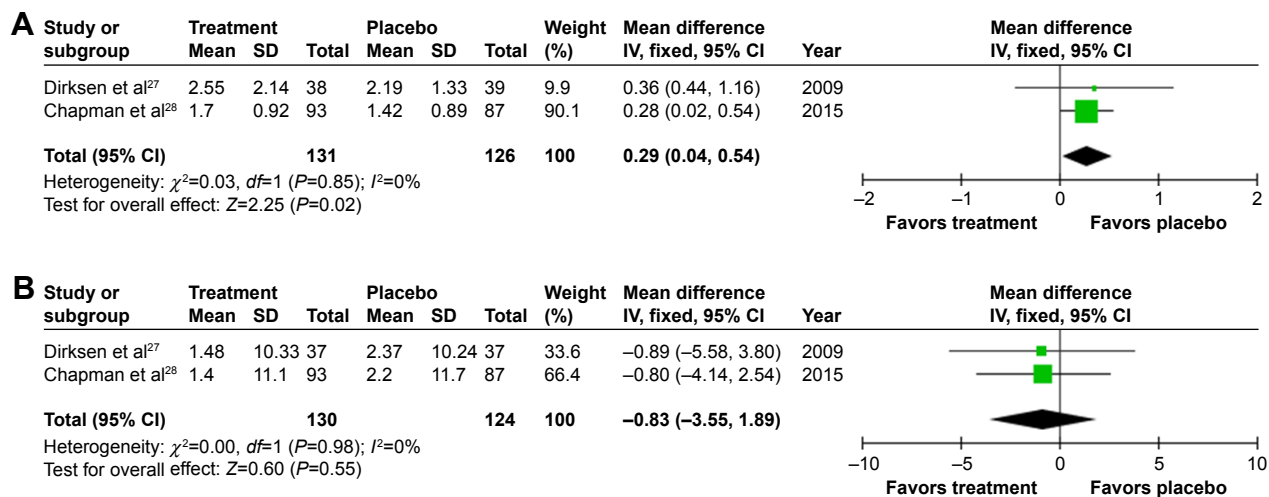 A Study or Treatment Placebo Weight Mean difference Mean difference
subgroup Mean SD Total Mean SD Total (%) IV, fixed, 95% CI Year IV, fixed, 95% CI
Dirksen et al²⁷ 2.55 2.14 38 2.19 1.33 39 9.9 0.36 (0.44, 1.16) 2009
Chapman et al²⁸ 1.7 0.92 93 1.42 0.89 87 90.1 0.28 (0.02, 0.54) 2015
Total (95% CI) 131 126 100 0.29 (0.04, 0.54)
Heterogeneity: χ²=0.03, df=1 (P=0.85); I²=0%
Test for overall effect: Z=2.25 (P=0.02)
–2 –1 0 1 2
Favors treatment Favors placebo
B Study or Treatment Placebo Weight Mean difference Mean difference
subgroup Mean SD Total Mean SD Total (%) IV, fixed, 95% CI Year IV, fixed, 95% CI
Dirksen et al²⁷ 1.48 10.33 37 2.37 10.24 37 33.6 –0.89 (–5.58, 3.80) 2009
Chapman et al²⁸ 1.4 11.1 93 2.2 11.7 87 66.4 –0.80 (–4.14, 2.54) 2015
Total (95% CI) 130 124 100 –0.83 (–3.55, 1.89)
Heterogeneity: χ²=0.00, df=1 (P=0.98); I²=0%
Test for overall effect: Z=0.60 (P=0.55)
–10 –5 0 5 10
Favors treatment Favors placebo